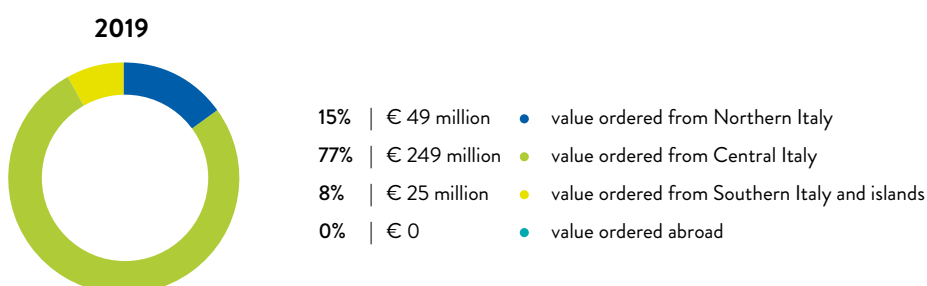 2019
15% | € 49 million • value ordered from Northern Italy
77% | € 249 million • value ordered from Central Italy
8% | € 25 million • value ordered from Southern Italy and islands
0% | € 0 • value ordered abroad